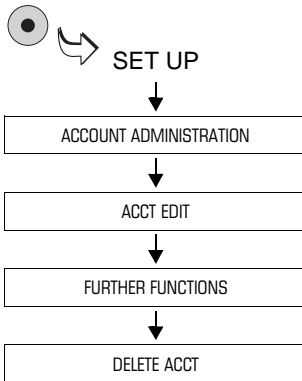 SET UP
ACCOUNT ADMINISTRATION
ACCT EDIT
FURTHER FUNCTIONS
DELETE ACCT